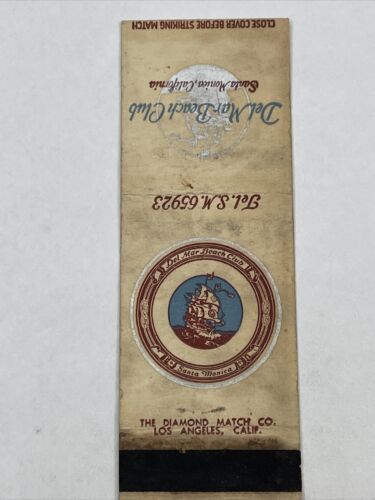 CLOSE COVER BEFORE STRIKING MATCH
Del Mar Beach Club
Santa Monica, California
Tel. S.M. 65923
Del Mar Beach Club
Santa Monica
THE DIAMOND MATCH CO.
LOS ANGELES, CALIF.